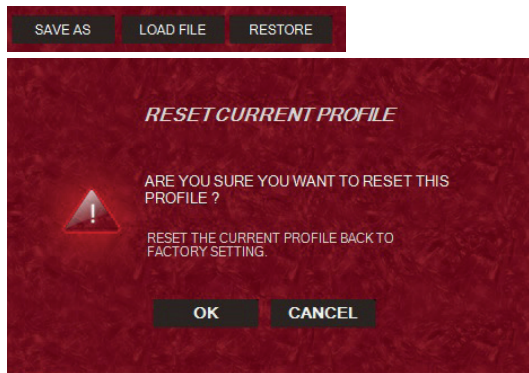 SAVE AS LOAD FILE RESTORE
RESET CURRENT PROFILE
ARE YOU SURE YOU WANT TO RESET THIS
PROFILE ?
!
RESET THE CURRENT PROFILE BACK TO
FACTORY SETTING.
OK CANCEL